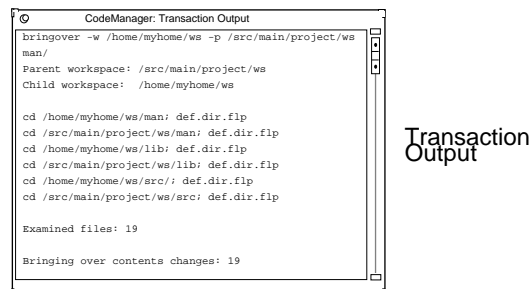 CodeManager: Transaction Output
bringover -w /home/myhome/ws -p /src/main/project/ws
man/
Parent workspace: /src/main/project/ws
Child workspace: /home/myhome/ws
cd /home/myhome/ws/man; def.dir.flp
cd /src/main/project/ws/man; def.dir.flp
cd /home/myhome/ws/lib; def.dir.flp
cd /src/main/project/ws/lib; def.dir.flp
cd /home/myhome/ws/src/; def.dir.flp
cd /src/main/project/ws/src; def.dir.flp
Examined files: 19
Bringing over contents changes: 19
Transaction
Output